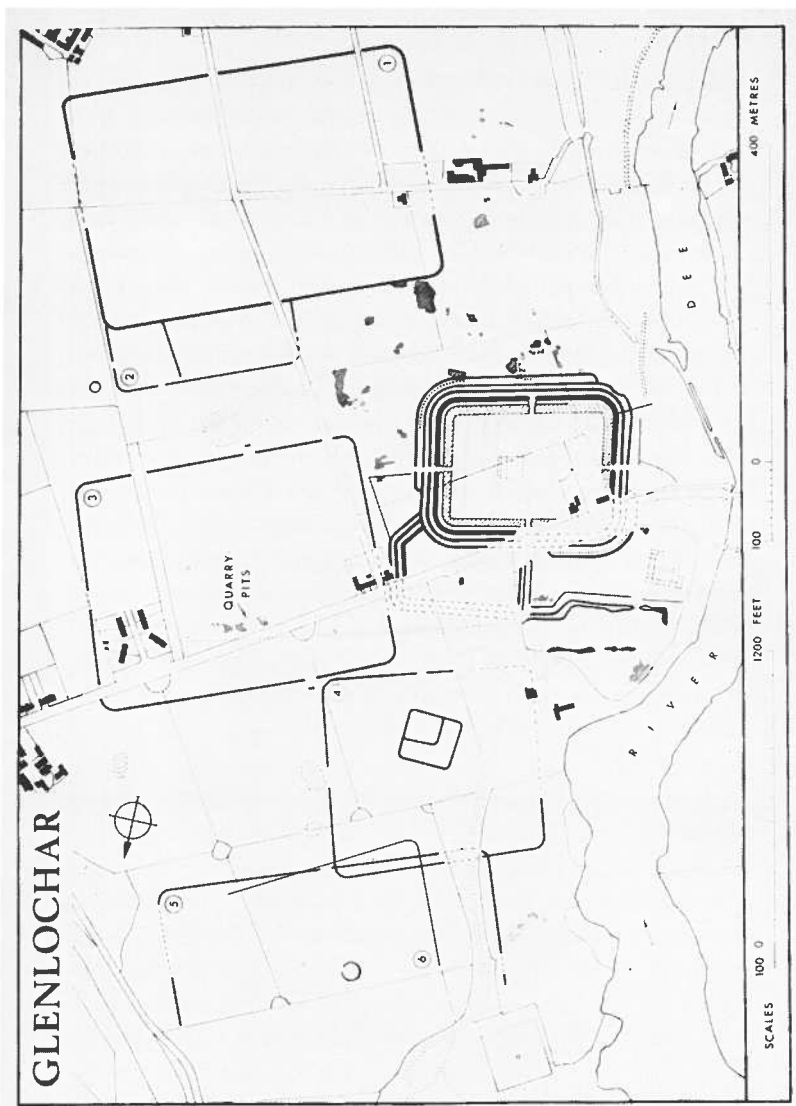 GLENLOCHAR
1
2
3
QUARRY
PITS
4
5
6
RIVER
DEE
SCALES
100 0 1200 FEET
100 0 400 METRES